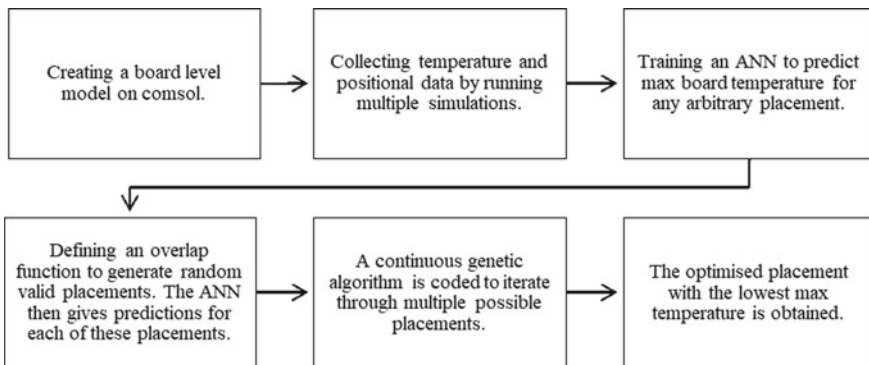 Creating a board level
model on comsol.
Collecting temperature and
positional data by running
multiple simulations.
Training an ANN to predict
max board temperature for
any arbitrary placement.
Defining an overlap
function to generate random
valid placements. The ANN
then gives predictions for
each of these placements.
A continuous genetic
algorithm is coded to iterate
through multiple possible
placements.
The optimised placement
with the lowest max
temperature is obtained.